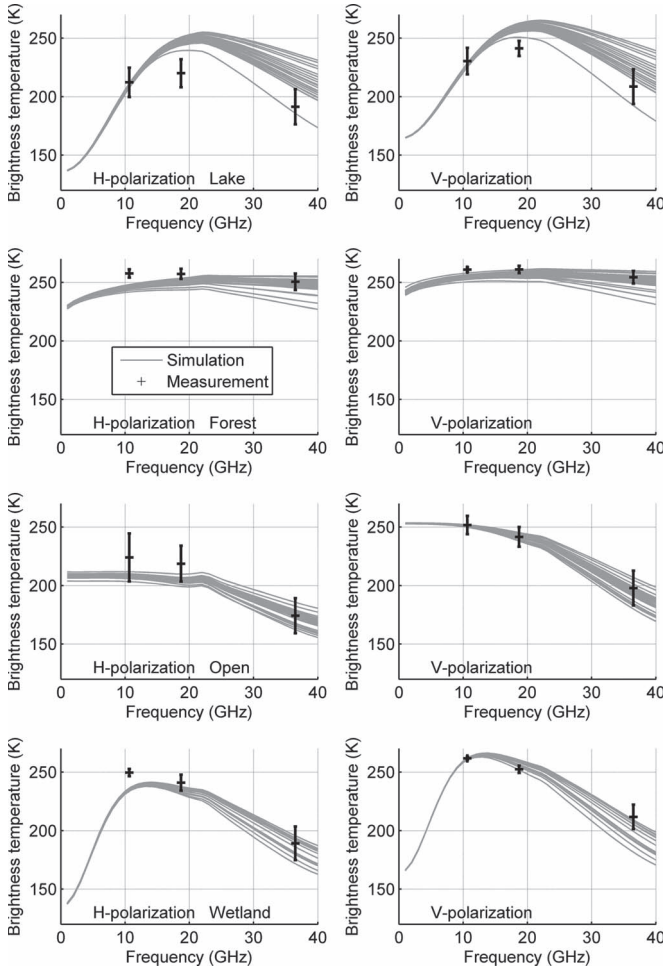 Brightness temperature (K)
250
200
150
H-polarization Lake
0 10 20 30 40
Frequency (GHz)
Brightness temperature (K)
250
200
150
V-polarization
0 10 20 30 40
Frequency (GHz)
Brightness temperature (K)
250
200
150
Simulation
Measurement
H-polarization Forest
0 10 20 30 40
Frequency (GHz)
Brightness temperature (K)
250
200
150
V-polarization
0 10 20 30 40
Frequency (GHz)
Brightness temperature (K)
250
200
150
H-polarization Open
0 10 20 30 40
Frequency (GHz)
Brightness temperature (K)
250
200
150
V-polarization
0 10 20 30 40
Frequency (GHz)
Brightness temperature (K)
250
200
150
H-polarization Wetland
0 10 20 30 40
Frequency (GHz)
Brightness temperature (K)
250
200
150
V-polarization
0 10 20 30 40
Frequency (GHz)